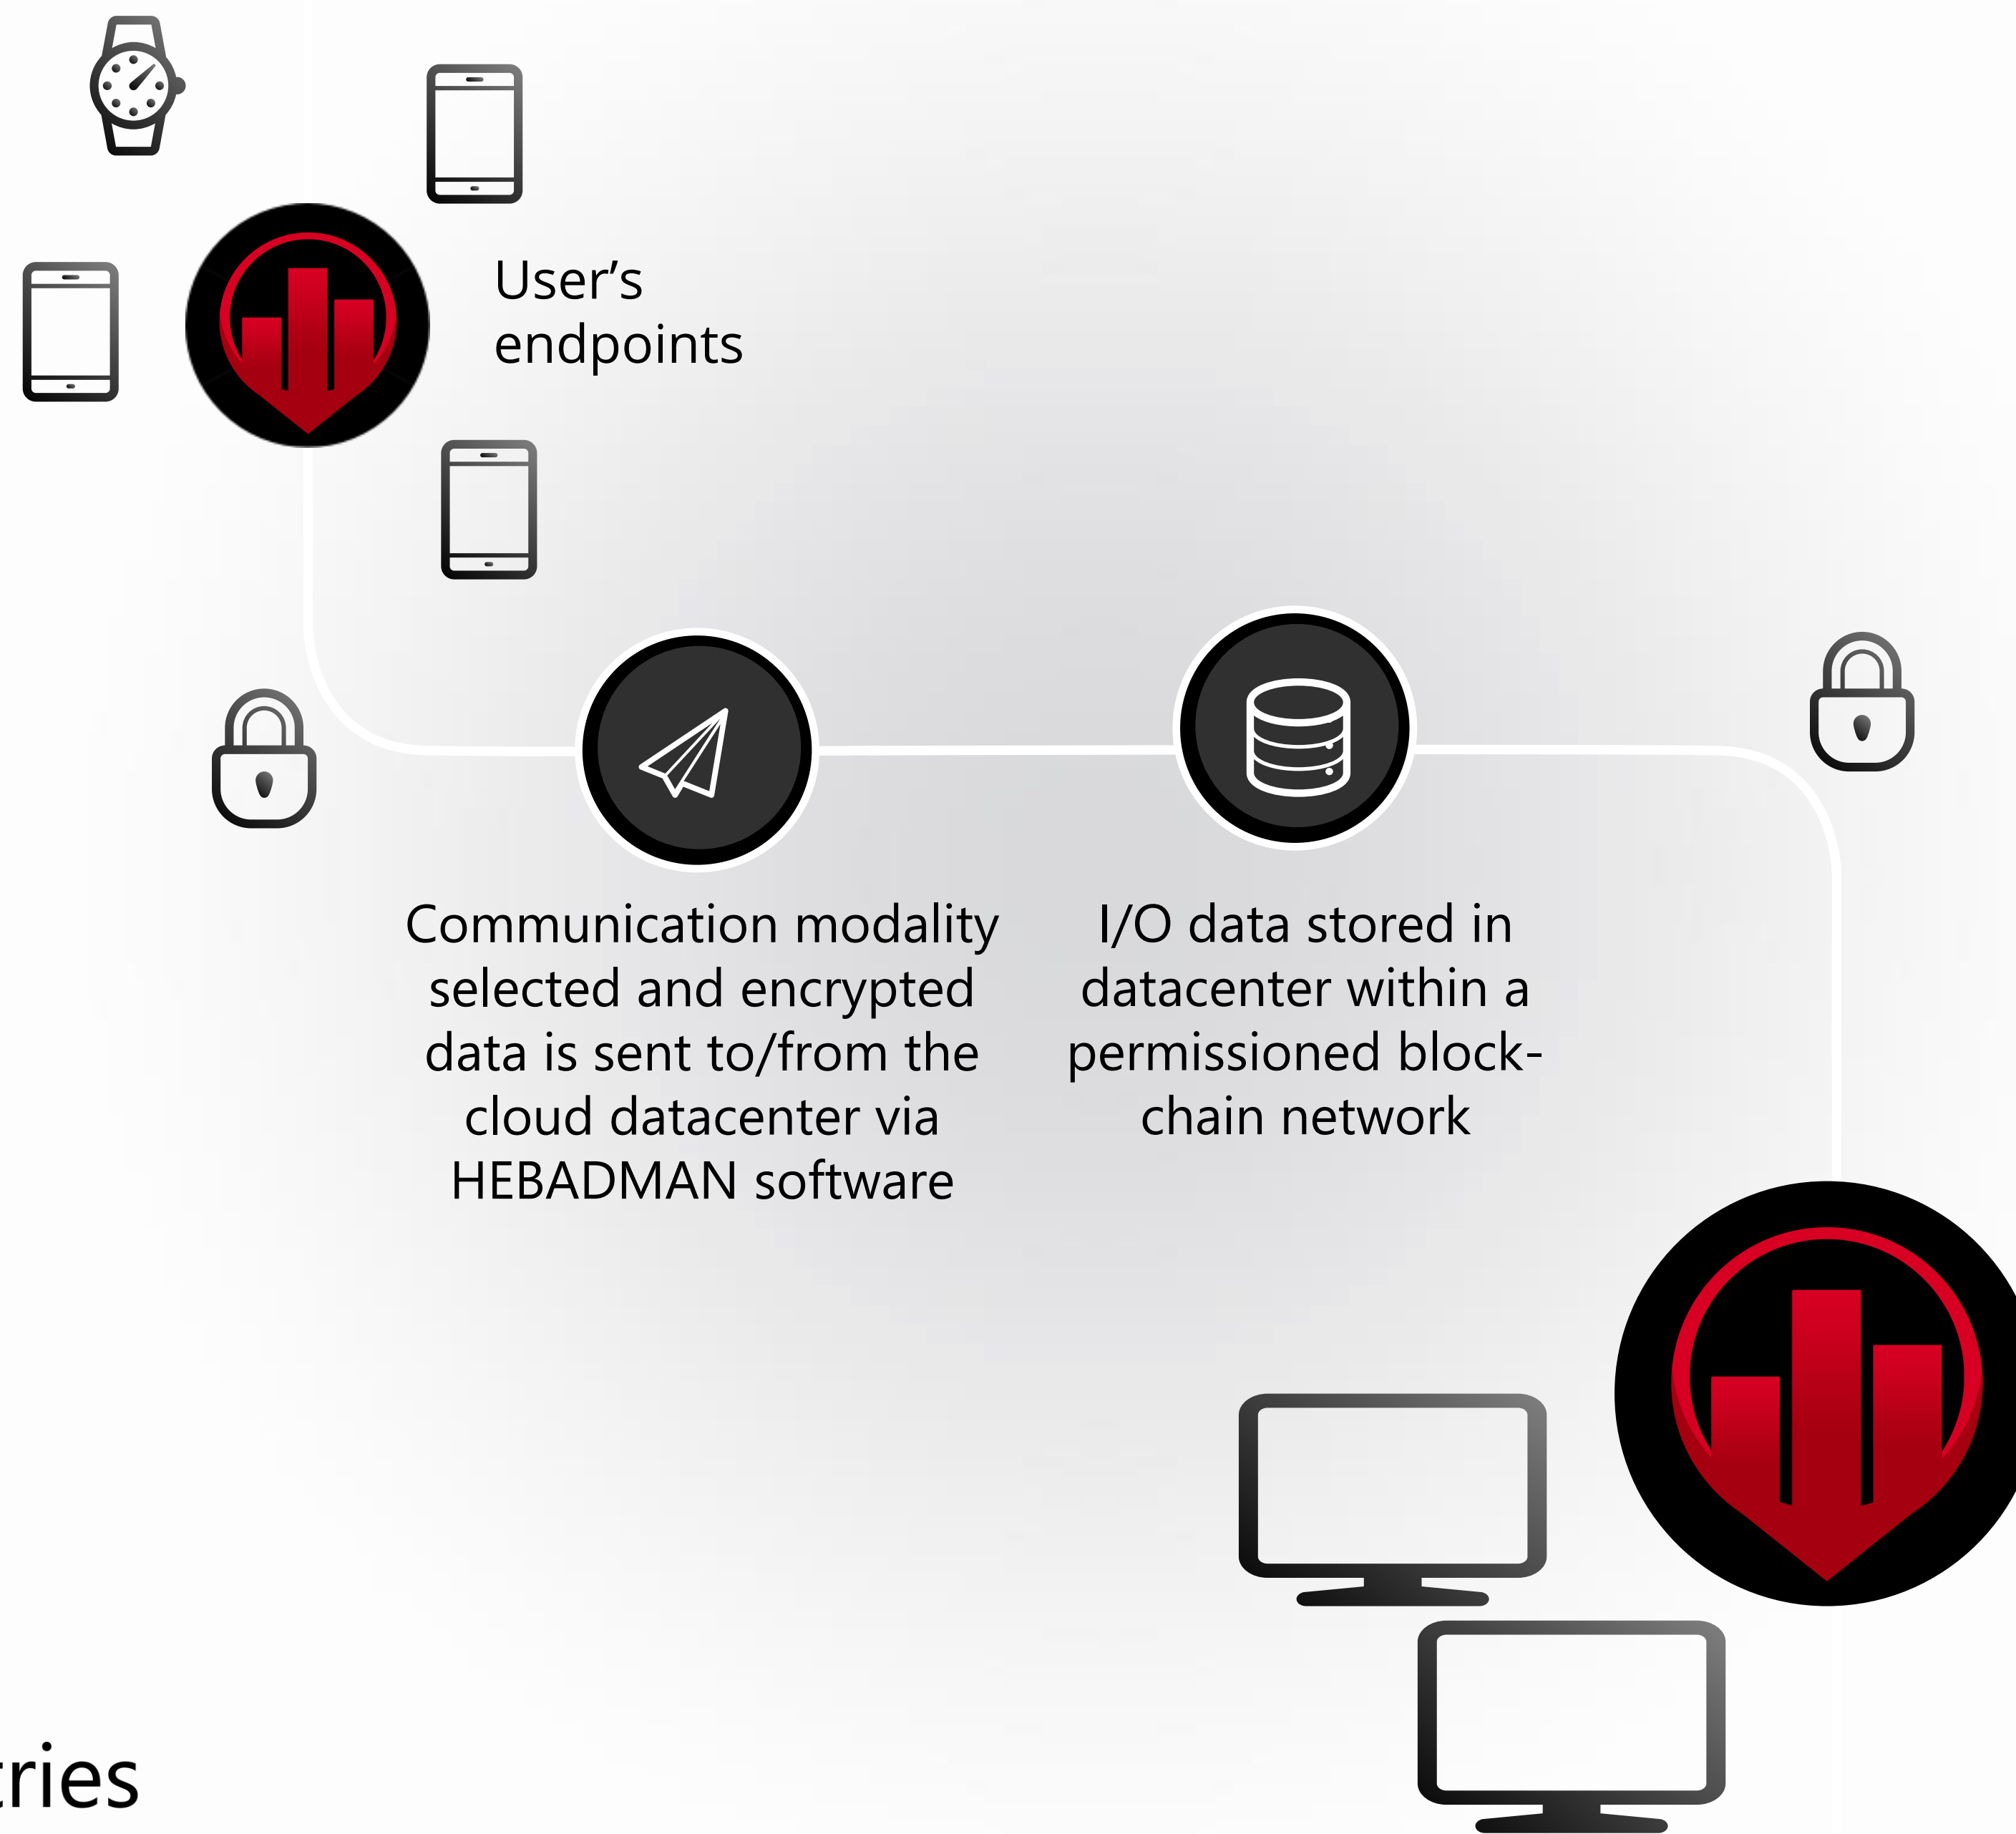 User’s
endpoints
Communication modality
selected and encrypted
data is sent to/from the
cloud datacenter via
HEBADMAN software
I/O data stored in
datacenter within a
permissioned block-
chain network